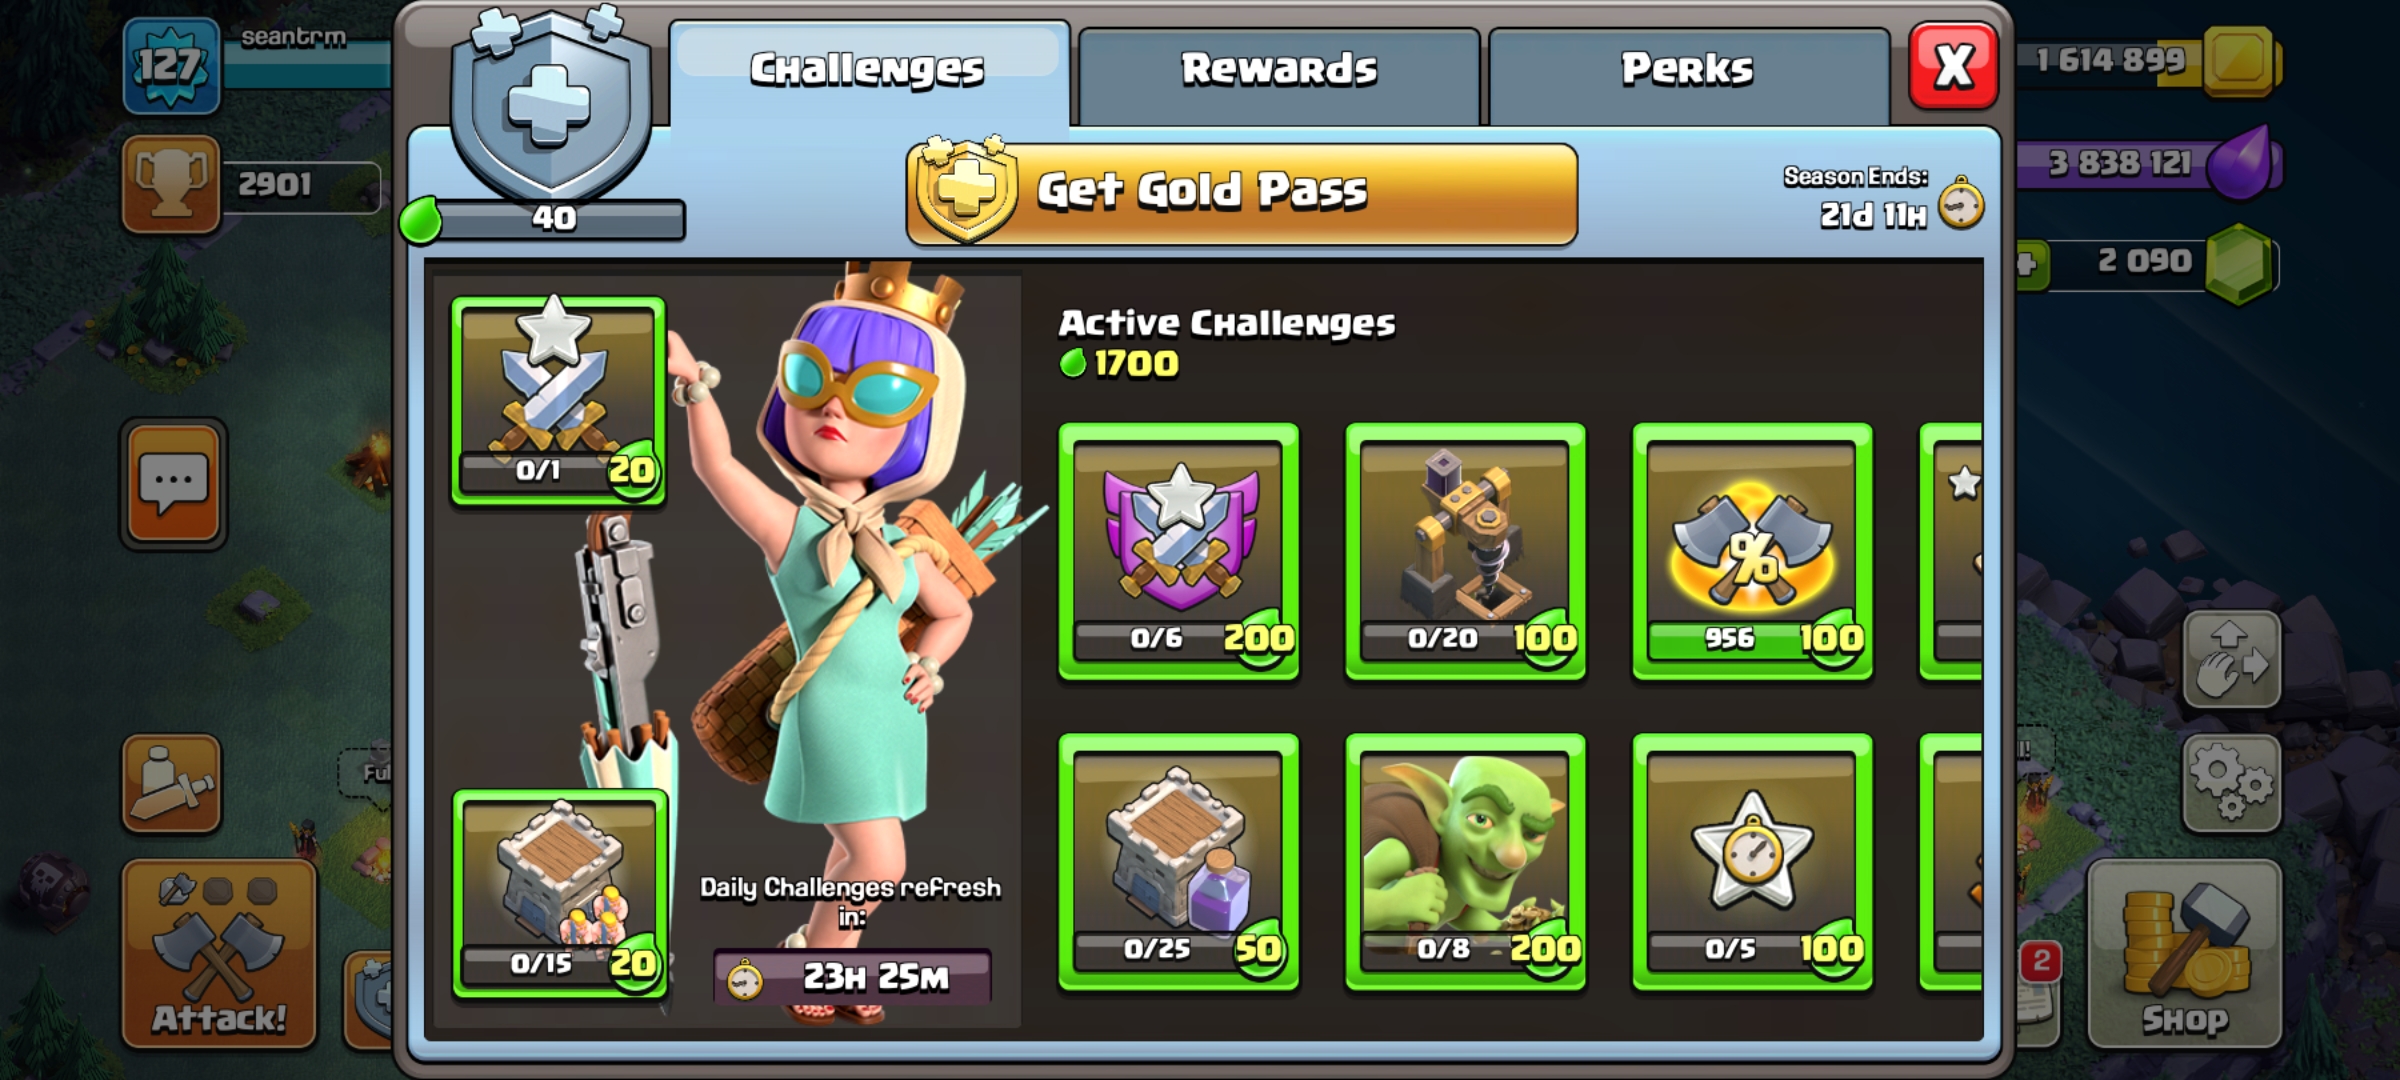 127
seantrm
2901
Challenges
Rewards
Perks
X
1 614 899
3 838 121
2 090
40
Get Gold Pass
Season Ends:
21d 11H
0/1
20
0/15
20
Daily Challenges refresh
in:
23H 25M
Active Challenges
1700
0/6
200
0/20
100
%
956
100
0/25
50
0/8
200
0/5
100
Attack!
2
Shop